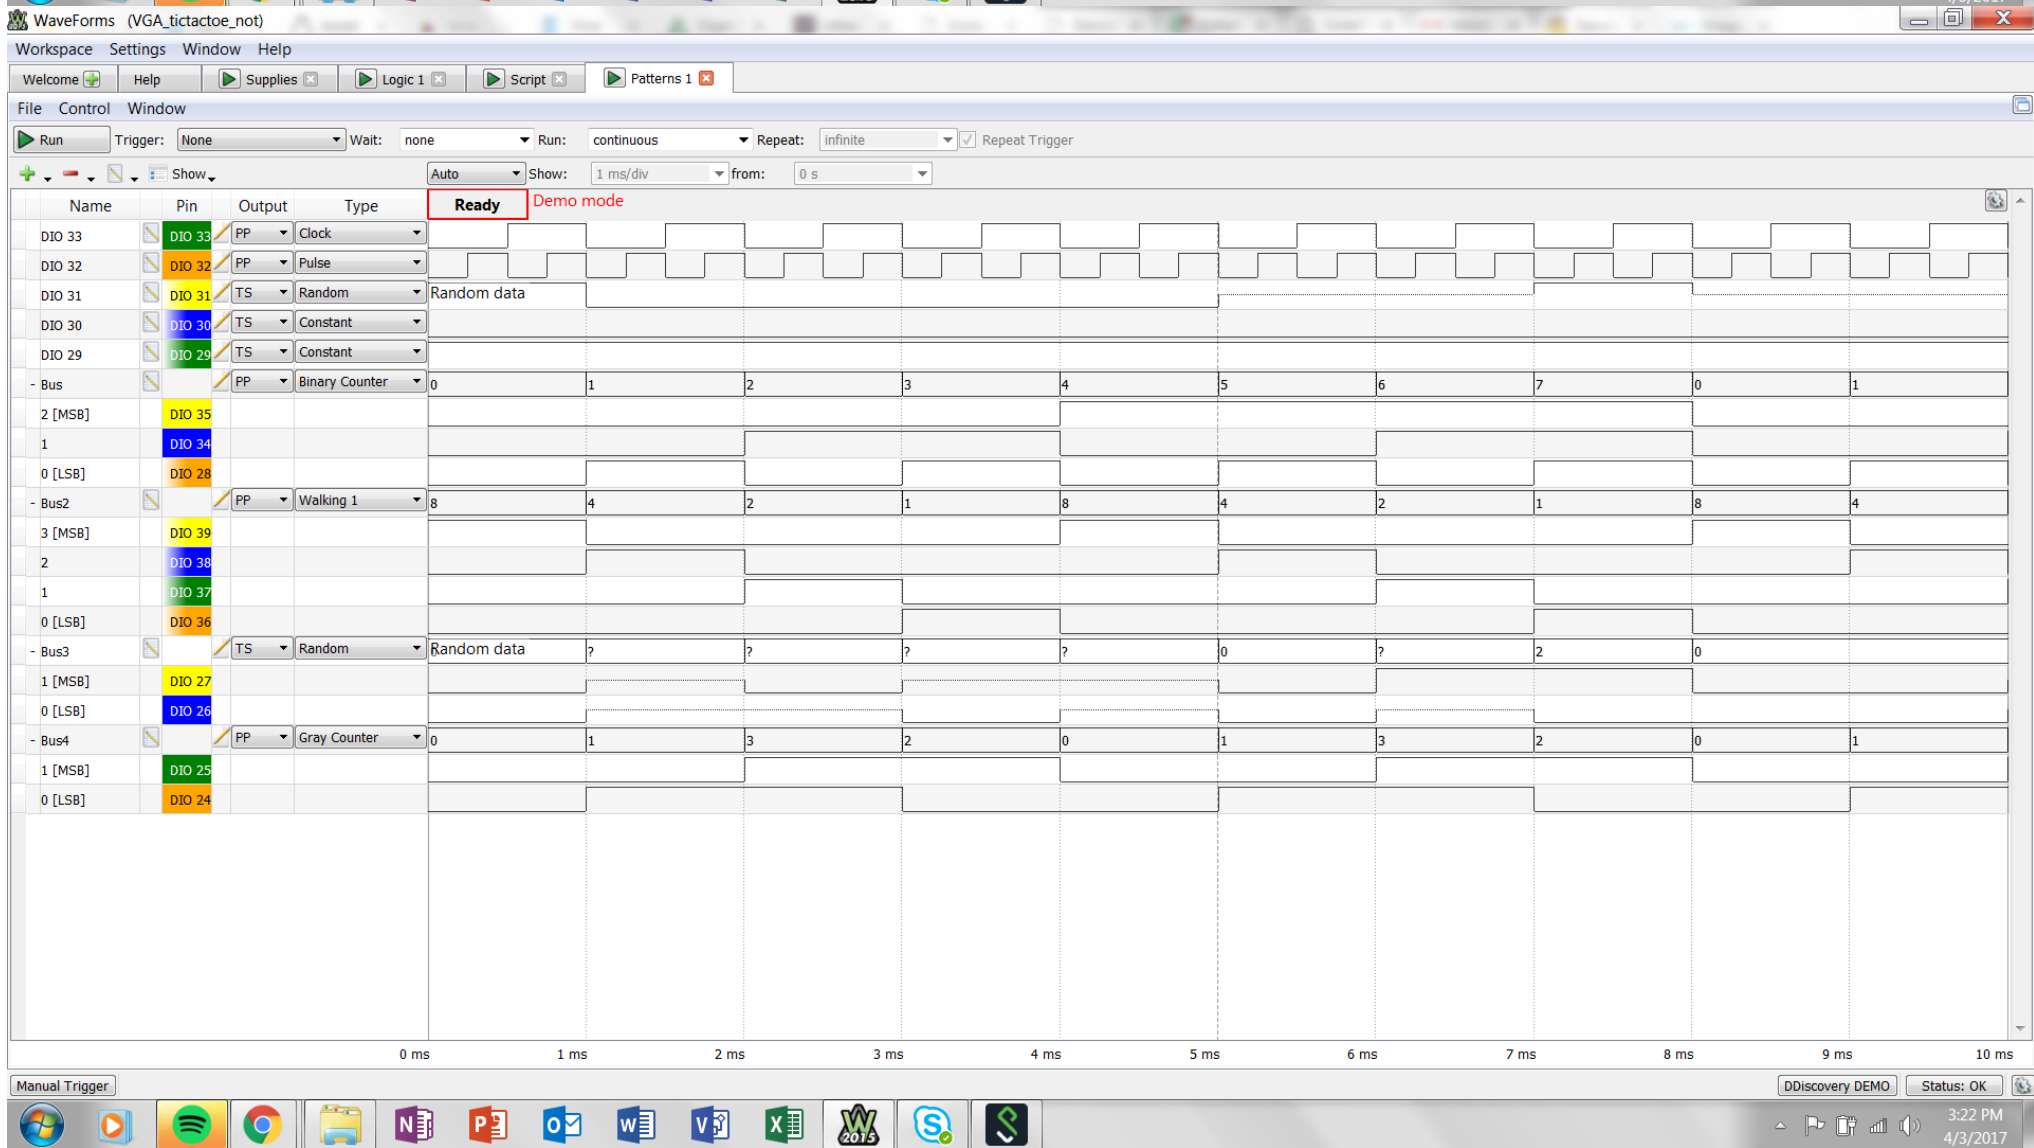 4/3/2017
WaveForms (VGA_tictactoe_not)
Workspace Settings Window Help
Welcome Help Supplies Logic 1 Script Patterns 1
File Control Window
Run Trigger: None Wait: none Run: continuous Repeat: infinite Repeat Trigger
Show Auto Show: 1 ms/div from: 0 s
Name Pin Output Type Ready Demo mode
DIO 33 DIO 33 PP Clock
DIO 32 DIO 32 PP Pulse
DIO 31 DIO 31 TS Random Random data
DIO 30 DIO 30 TS Constant
DIO 29 DIO 29 TS Constant
- Bus PP Binary Counter 0 1 2 3 4 5 6 7 0 1
2 [MSB] DIO 35
1 DIO 34
0 [LSB] DIO 28
- Bus2 PP Walking 1 8 4 2 1 8 4 2 1 8 4
3 [MSB] DIO 39
2 DIO 38
1 DIO 37
0 [LSB] DIO 36
- Bus3 TS Random Random data ? ? ? ? 0 ? 2 0
1 [MSB] DIO 27
0 [LSB] DIO 26
- Bus4 PP Gray Counter 0 1 3 2 0 1 3 2 0 1
1 [MSB] DIO 25
0 [LSB] DIO 24
0 ms 1 ms 2 ms 3 ms 4 ms 5 ms 6 ms 7 ms 8 ms 9 ms 10 ms
Manual Trigger DDiscovery DEMO Status: OK
N P o w V X W 2015 S 3:22 PM
4/3/2017